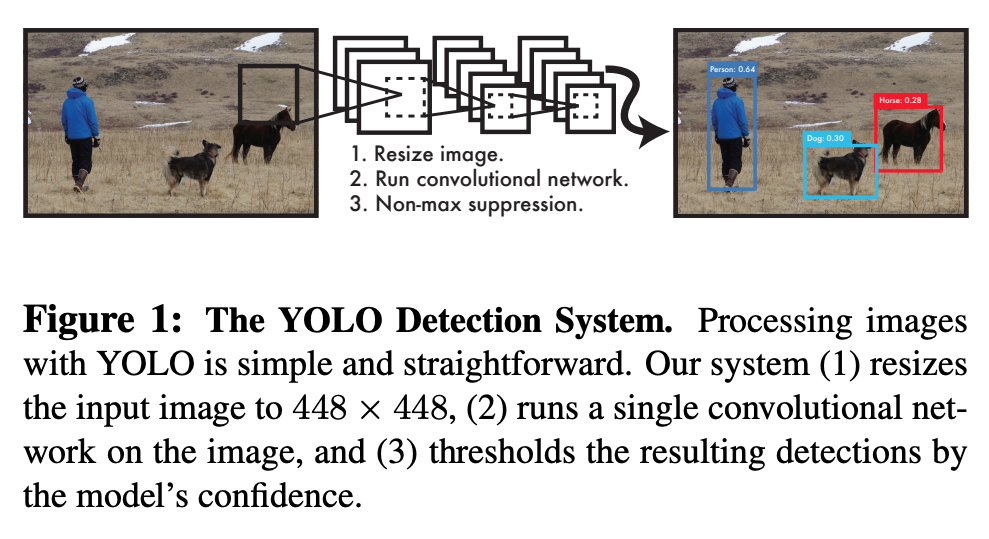 Person: 0.64
Horse: 0.28
Dog: 0.30
1. Resize image.
2. Run convolutional network.
3. Non-max suppression.
Figure 1: The YOLO Detection System. Processing images
with YOLO is simple and straightforward. Our system (1) resizes
the input image to 448 × 448, (2) runs a single convolutional net-
work on the image, and (3) thresholds the resulting detections by
the model’s confidence.